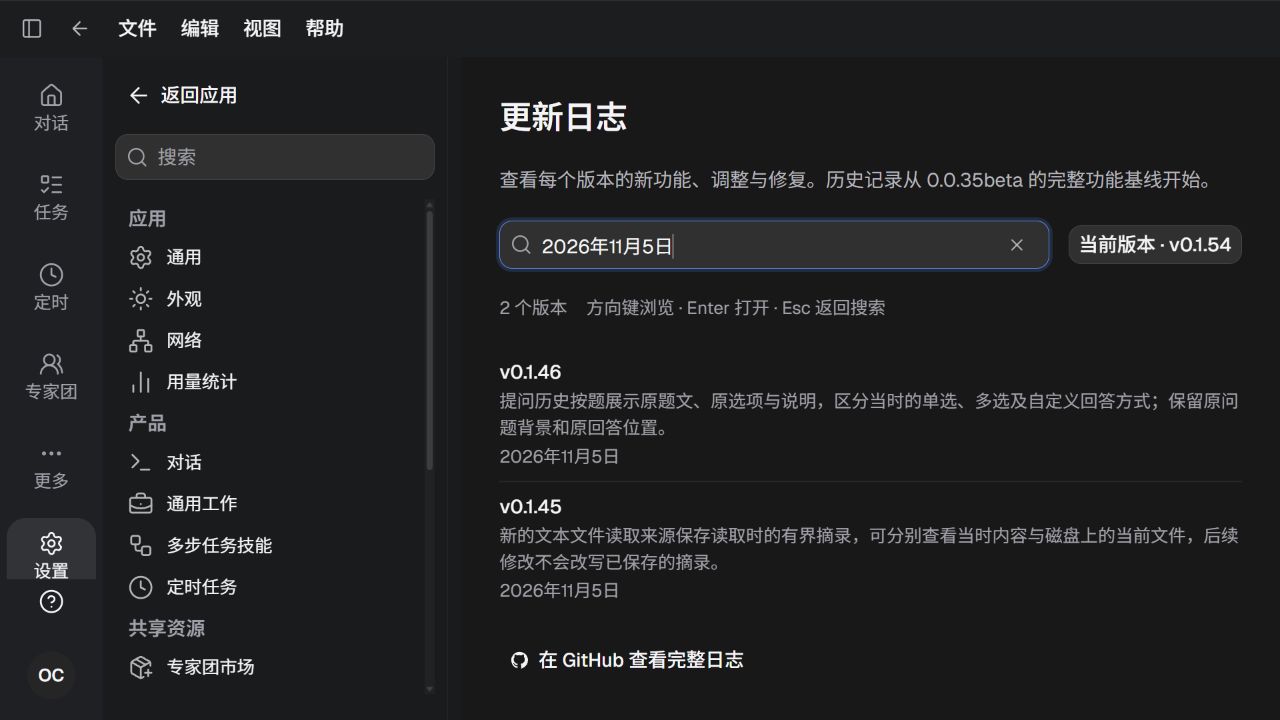 文件 编辑 视图 帮助
对话
任务
定时
专家团
更多
设置
OC
返回应用
搜索
应用
通用
外观
网络
用量统计
产品
对话
通用工作
多步任务技能
定时任务
共享资源
专家团市场
更新日志
查看每个版本的新功能、调整与修复。历史记录从 0.0.35beta 的完整功能基线开始。
2026年11月5日
当前版本 · v0.1.54
2 个版本 方向键浏览 · Enter 打开 · Esc 返回搜索
v0.1.46
提问历史按题展示原题文、原选项与说明，区分当时的单选、多选及自定义回答方式；保留原问
题背景和原回答位置。
2026年11月5日
v0.1.45
新的文本文件读取来源保存读取时的有界摘录，可分别查看当时内容与磁盘上的当前文件，后续
修改不会改写已保存的摘录。
2026年11月5日
在 GitHub 查看完整日志